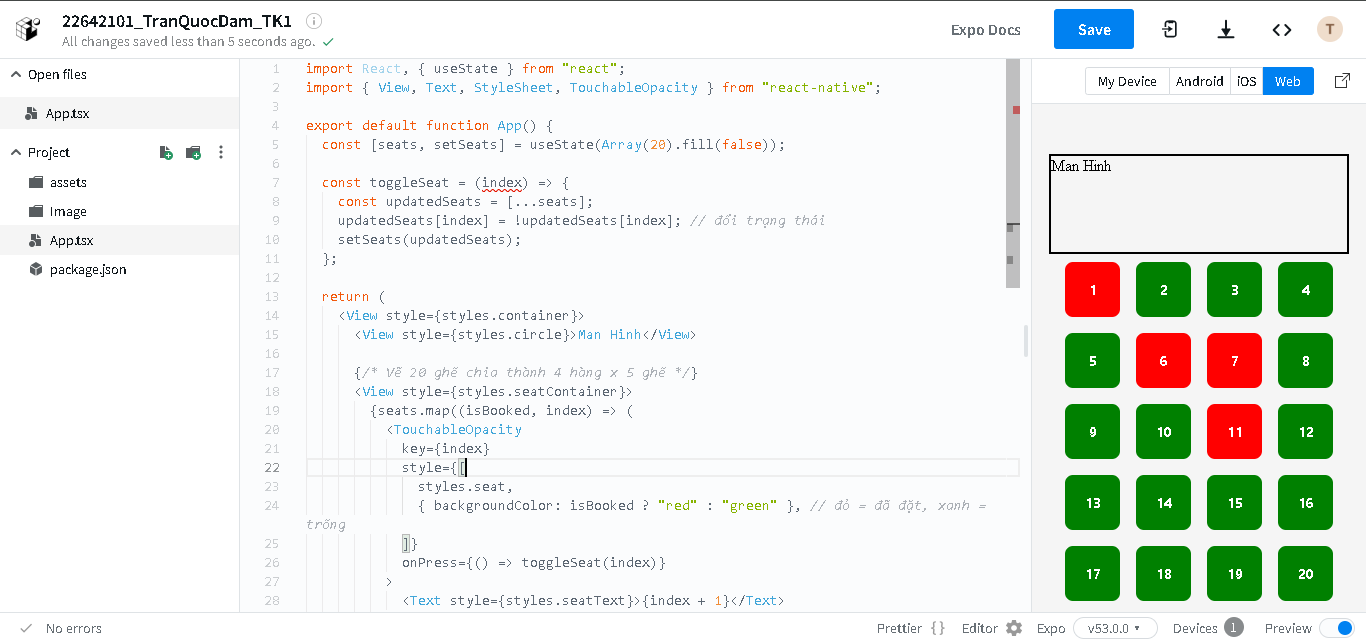 22642101_TranQuocDam_TK1
All changes saved less than 5 seconds ago.
Expo Docs
Save
T
Open files
App.tsx
Project
assets
Image
App.tsx
package.json
1 import React, { useState } from "react";
2 import { View, Text, StyleSheet, TouchableOpacity } from "react-native";
3
4 export default function App() {
5 const [seats, setSeats] = useState(Array(20).fill(false));
6
7 const toggleSeat = (index) => {
8 const updatedSeats = [...seats];
9 updatedSeats[index] = !updatedSeats[index]; // đổi trạng thái
10 setSeats(updatedSeats);
11 };
12
13 return (
14 <View style={styles.container}>
15 <View style={styles.circle}>Man Hinh</View>
16
17 {/* Vẽ 20 ghế chia thành 4 hàng x 5 ghế */}
18 <View style={styles.seatContainer}>
19 {seats.map((isBooked, index) => (
20 <TouchableOpacity
21 key={index}
22 style={[
23 styles.seat,
24 { backgroundColor: isBooked ? "red" : "green" }, // đỏ = đã đặt, xanh =
trống
25 ]}
26 onPress={() => toggleSeat(index)}
27 >
28 <Text style={styles.seatText}>{index + 1}</Text>
My Device Android iOS Web
Man Hinh
1 2 3 4
5 6 7 8
9 10 11 12
13 14 15 16
17 18 19 20
No errors
Prettier { } Editor Expo v53.0.0 Devices 1 Preview